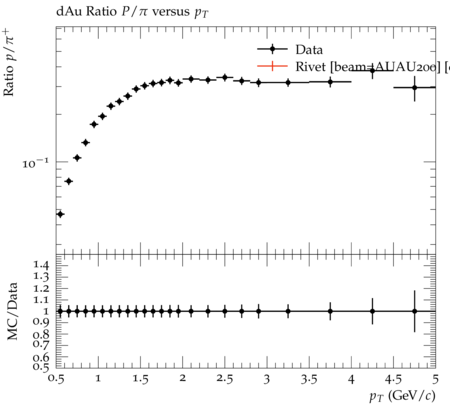 dAu Ratio P/π versus p_T
Ratio p/π⁺
Data
Rivet [beam=AUAU200] [
10⁻¹
MC/Data
1.4
1.3
1.2
1.1
1
0.9
0.8
0.7
0.6
0.5
0.5 1 1.5 2 2.5 3 3.5 4 4.5 5
p_T (GeV/c)